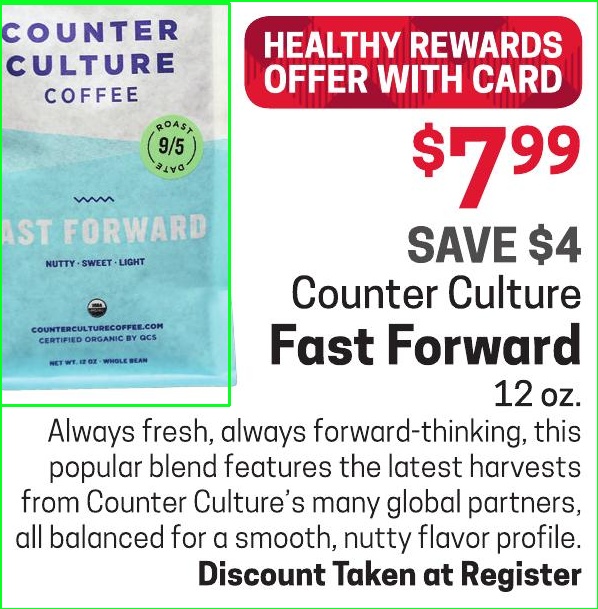 COUNTER
CULTURE
COFFEE
ROAST
9/5
DATE
AST FORWARD
NUTTY · SWEET · LIGHT
USDA
ORGANIC
COUNTERCULTURECOFFEE.COM
CERTIFIED ORGANIC BY QCS
NET WT. 12 OZ · WHOLE BEAN
HEALTHY REWARDS
OFFER WITH CARD
$7.99
SAVE $4
Counter Culture
Fast Forward
12 oz.
Always fresh, always forward-thinking, this
popular blend features the latest harvests
from Counter Culture's many global partners,
all balanced for a smooth, nutty flavor profile.
Discount Taken at Register